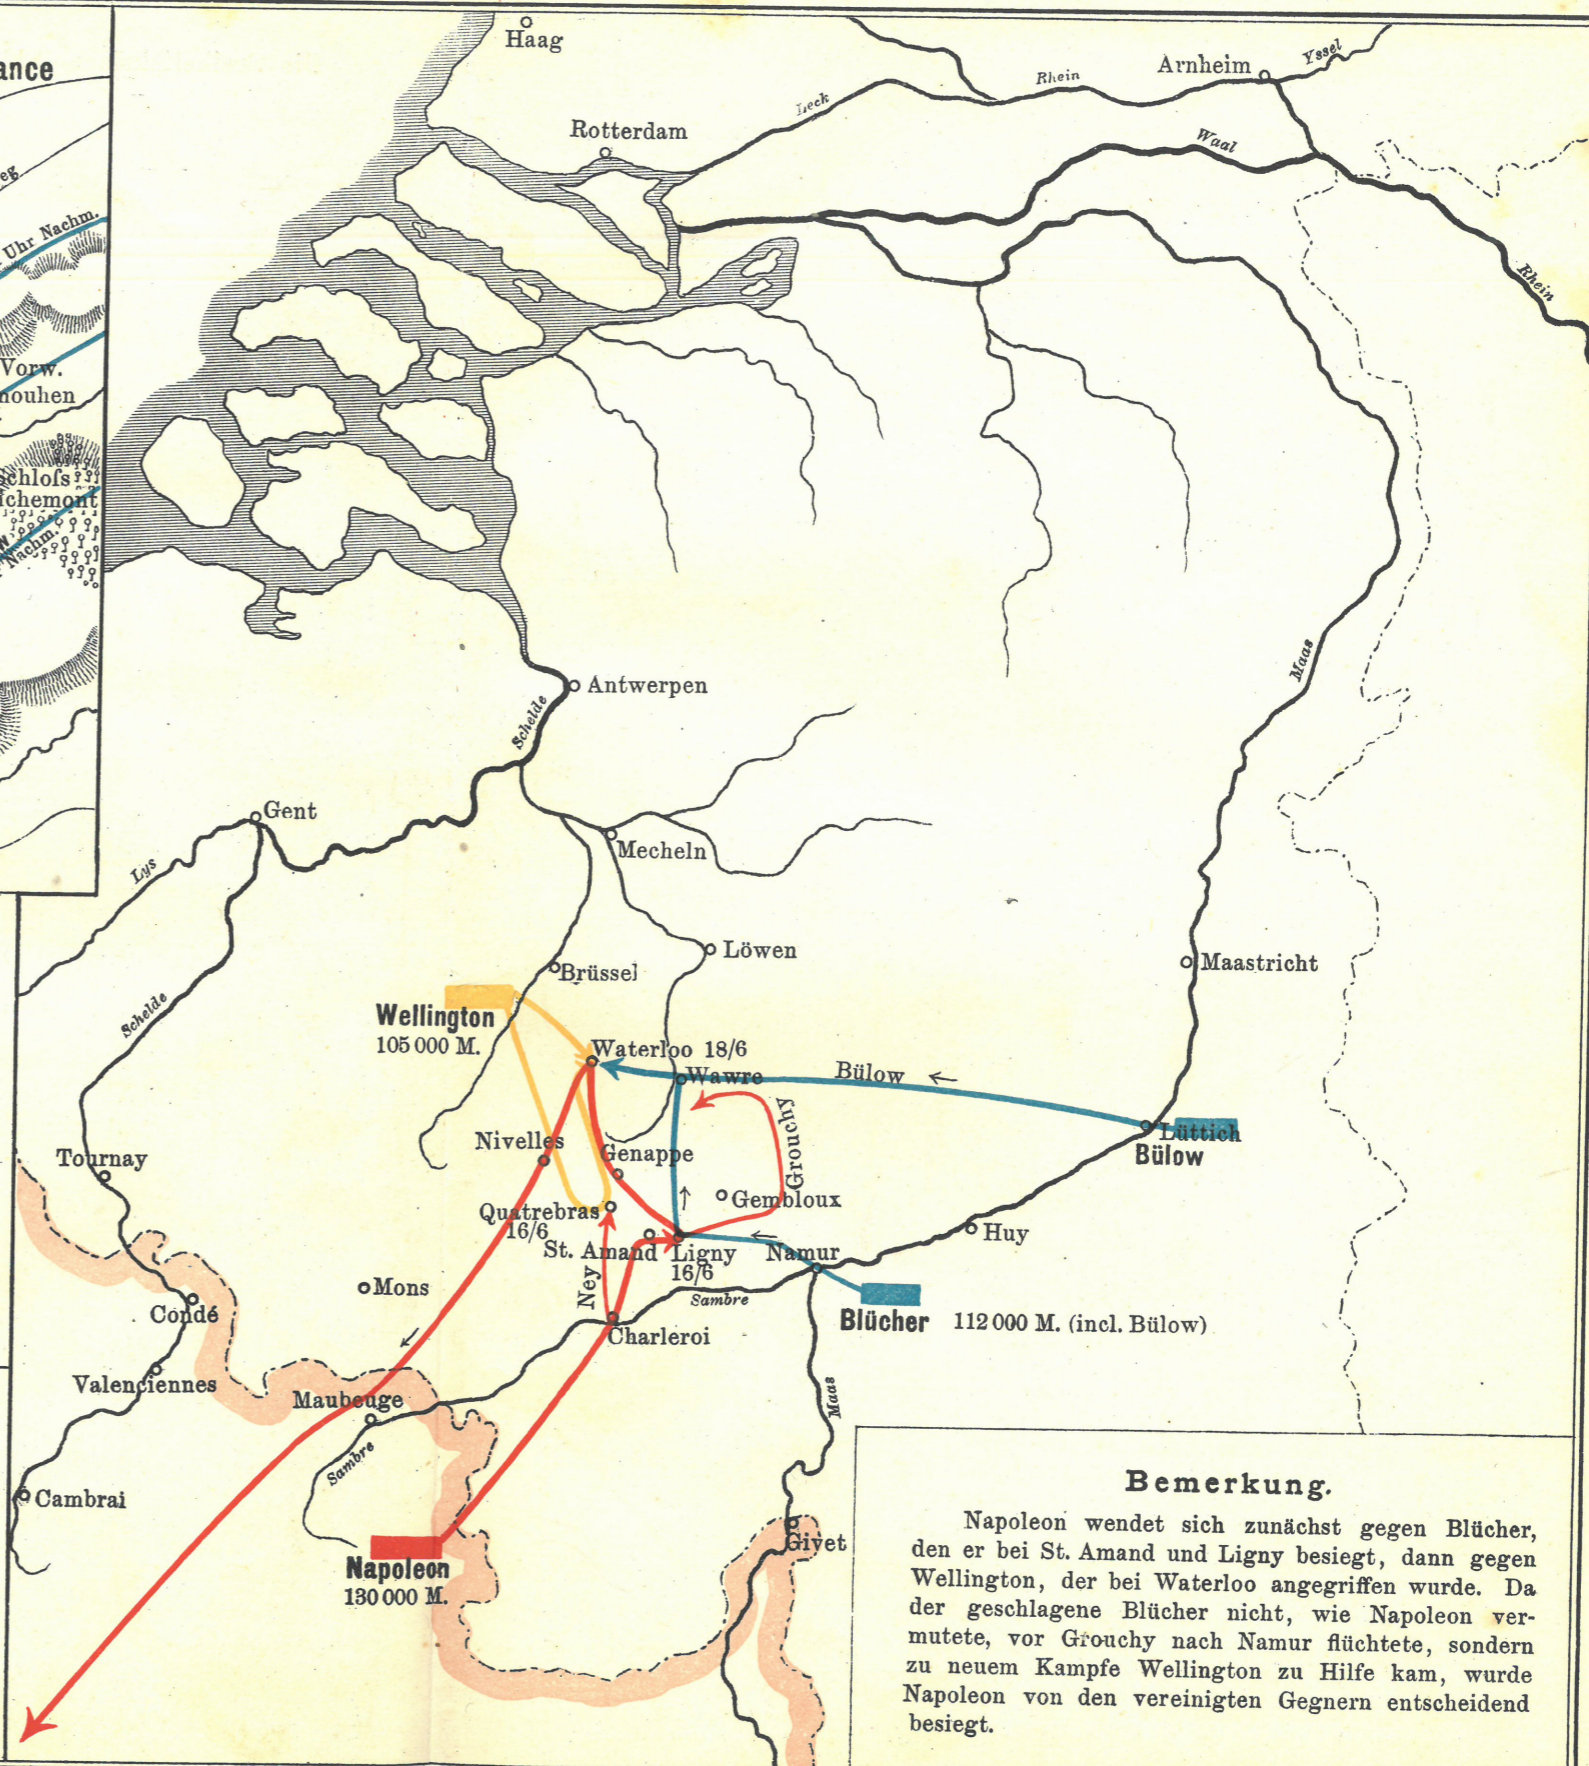 ance
eg
Uhr Nachm.
Vorw.
houhen
Schloſs
ichemont
Nachm.
Haag
Rotterdam
Leck
Rhein
Arnheim
Yssel
Waal
Rhein
Antwerpen
Schelde
Maas
Gent
Lys
Mecheln
Löwen
Maastricht
Brüssel
Schelde
Wellington
105 000 M.
Waterloo 18/6
Wawre
Bülow
Lüttich
Bülow
Nivelles
Genappe
Grouchy
Tournay
Gembloux
Quatrebras
16/6
St. Amand
Ligny
16/6
Namur
Huy
Ney
Mons
Sambre
Condé
Charleroi
Blücher 112 000 M. (incl. Bülow)
Valenciennes
Maubeuge
Maas
Sambre
Cambrai
Napoleon
130 000 M.
Givet
Bemerkung.
Napoleon wendet sich zunächst gegen Blücher,
den er bei St. Amand und Ligny besiegt, dann gegen
Wellington, der bei Waterloo angegriffen wurde. Da
der geschlagene Blücher nicht, wie Napoleon ver-
mutete, vor Grouchy nach Namur flüchtete, sondern
zu neuem Kampfe Wellington zu Hilfe kam, wurde
Napoleon von den vereinigten Gegnern entscheidend
besiegt.